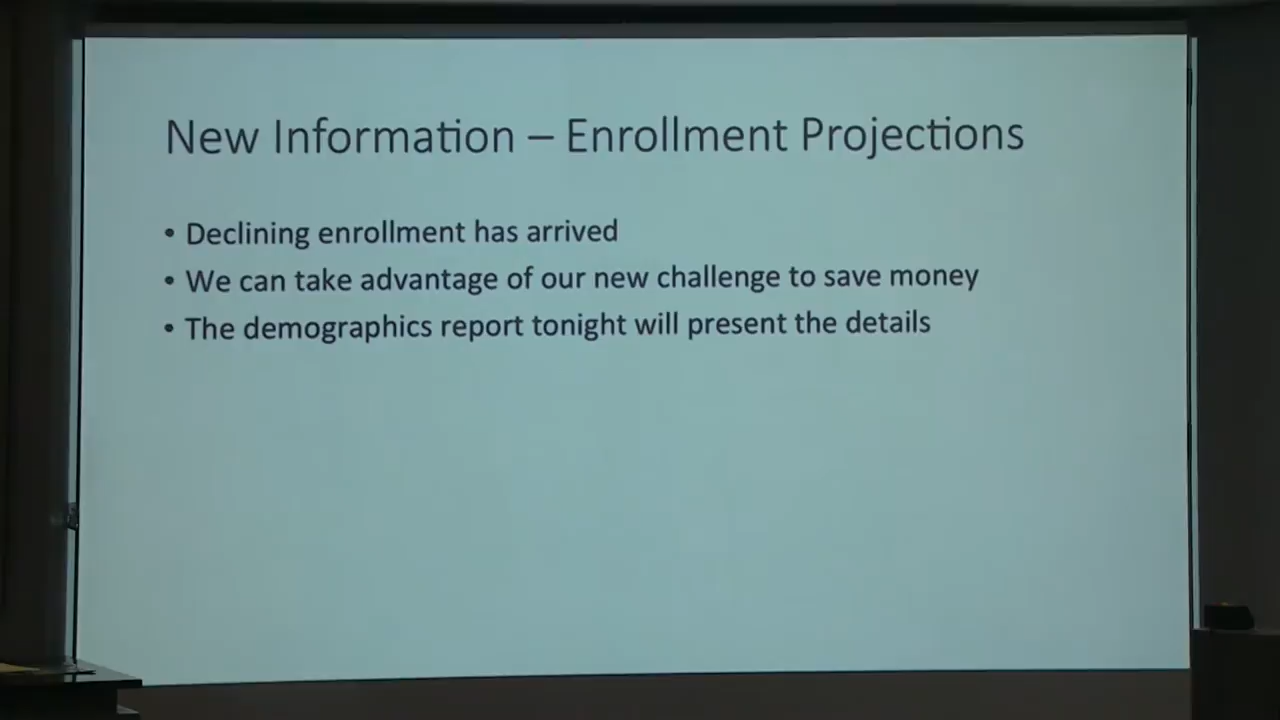 New Information – Enrollment Projections
• Declining enrollment has arrived
• We can take advantage of our new challenge to save money
• The demographics report tonight will present the details